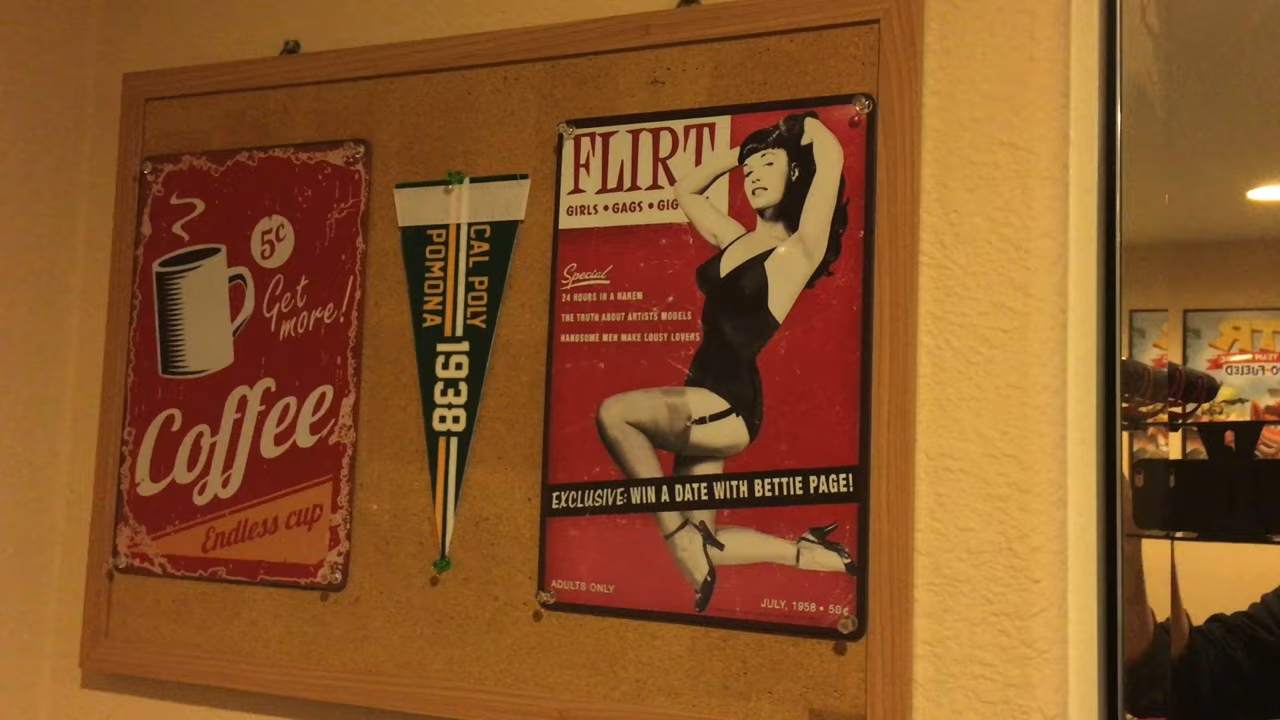 5¢
Get
more!
Coffee
Endless cup
CAL POLY
POMONA
1938
FLIRT
GIRLS • GAGS • GIG
Special
24 HOURS IN A HAREM
THE TRUTH ABOUT ARTISTS MODELS
HANDSOME MEN MAKE LOUSY LOVERS
EXCLUSIVE: WIN A DATE WITH BETTIE PAGE!
ADULTS ONLY
JULY, 1958 • 50¢